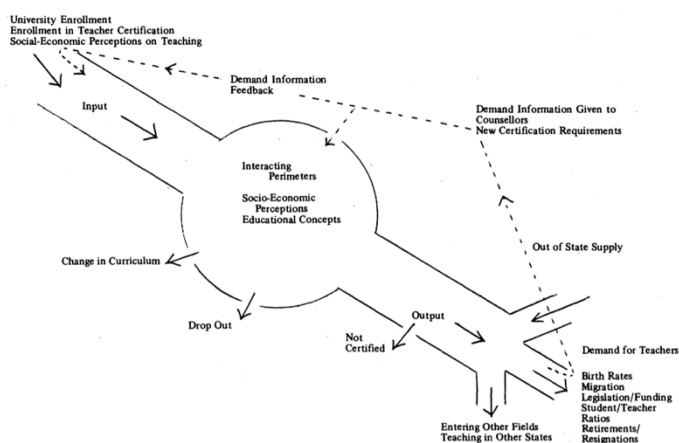 University Enrollment
Enrollment in Teacher Certification
Social-Economic Perceptions on Teaching
Demand Information
Feedback
Input
Demand Information Given to
Counsellors
New Certification Requirements
Interacting
Perimeters
Socio-Economic
Perceptions
Educational Concepts
Out of State Supply
Change in Curriculum
Drop Out
Output
Not
Certified
Demand for Teachers
Birth Rates
Migration
Legislation/Funding
Student/Teacher
Ratios
Retirements/
Resignations
Entering Other Fields
Teaching in Other States